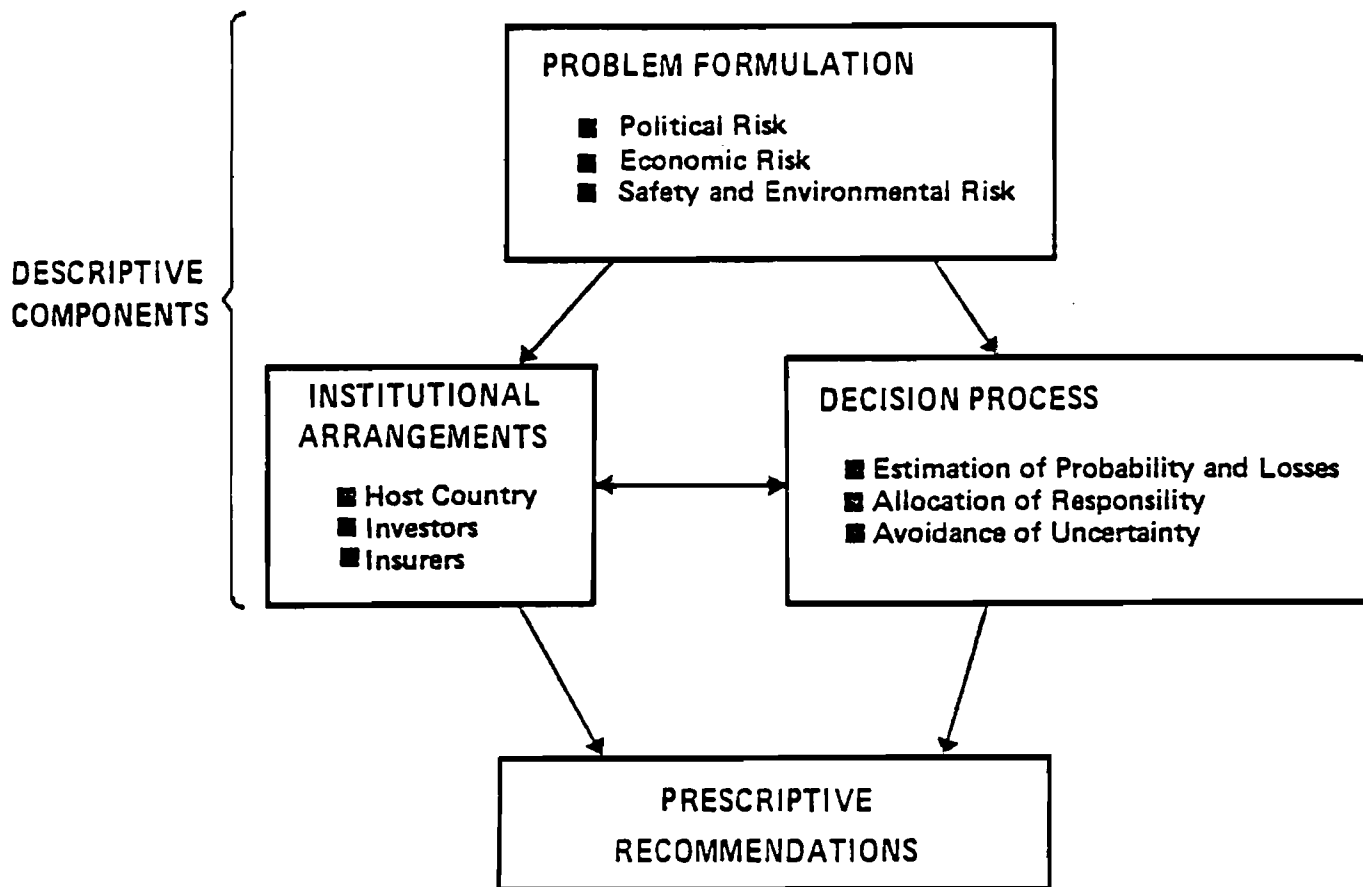 PROBLEM FORMULATION
■ Political Risk
■ Economic Risk
■ Safety and Environmental Risk
DESCRIPTIVE
COMPONENTS
INSTITUTIONAL
ARRANGEMENTS
■ Host Country
■ Investors
■ Insurers
DECISION PROCESS
■ Estimation of Probability and Losses
■ Allocation of Responsility
■ Avoidance of Uncertainty
PRESCRIPTIVE
RECOMMENDATIONS